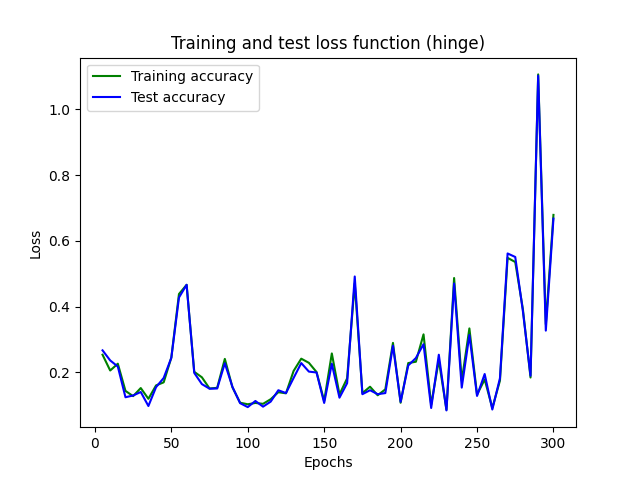 Training and test loss function (hinge)
Training accuracy
Test accuracy
Loss
1.0
0.8
0.6
0.4
0.2
0
50
100
150
200
250
300
Epochs